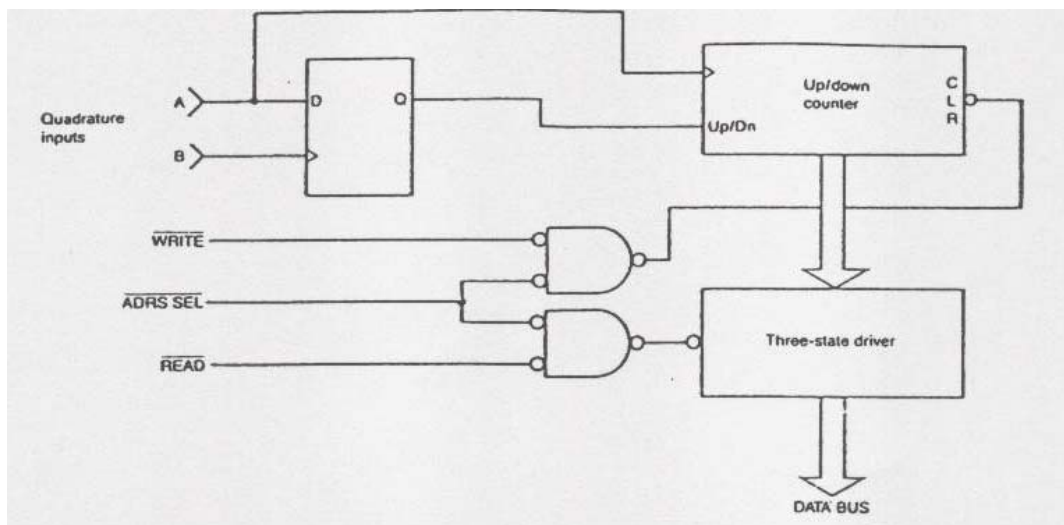 A
Quadrature
inputs
B
D
Q
Up/down
counter
C
L
R
Up/Dn
WRITE
ADRS SEL
READ
Three-state driver
DATA BUS